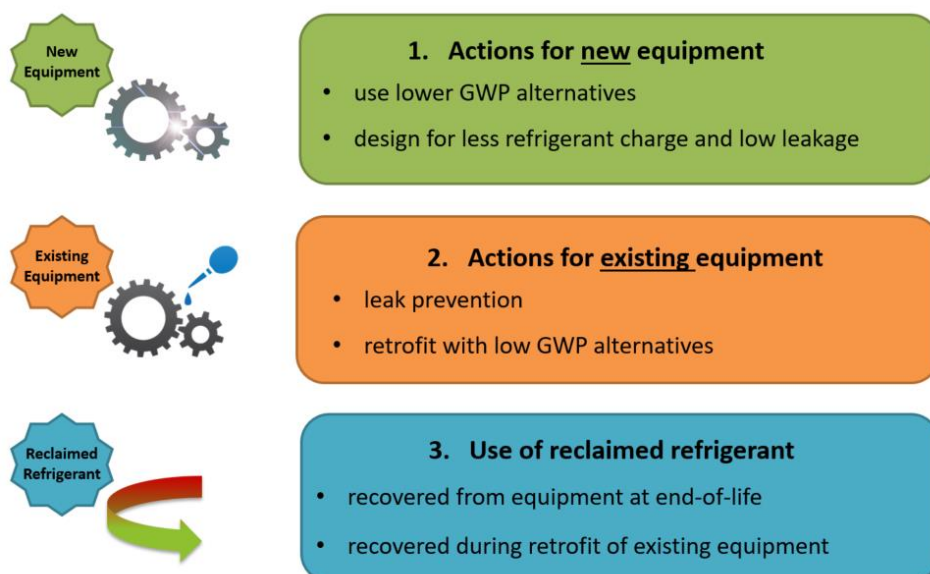 New
Equipment
1. Actions for new equipment
• use lower GWP alternatives
• design for less refrigerant charge and low leakage
Existing
Equipment
2. Actions for existing equipment
• leak prevention
• retrofit with low GWP alternatives
Reclaimed
Refrigerant
3. Use of reclaimed refrigerant
• recovered from equipment at end-of-life
• recovered during retrofit of existing equipment